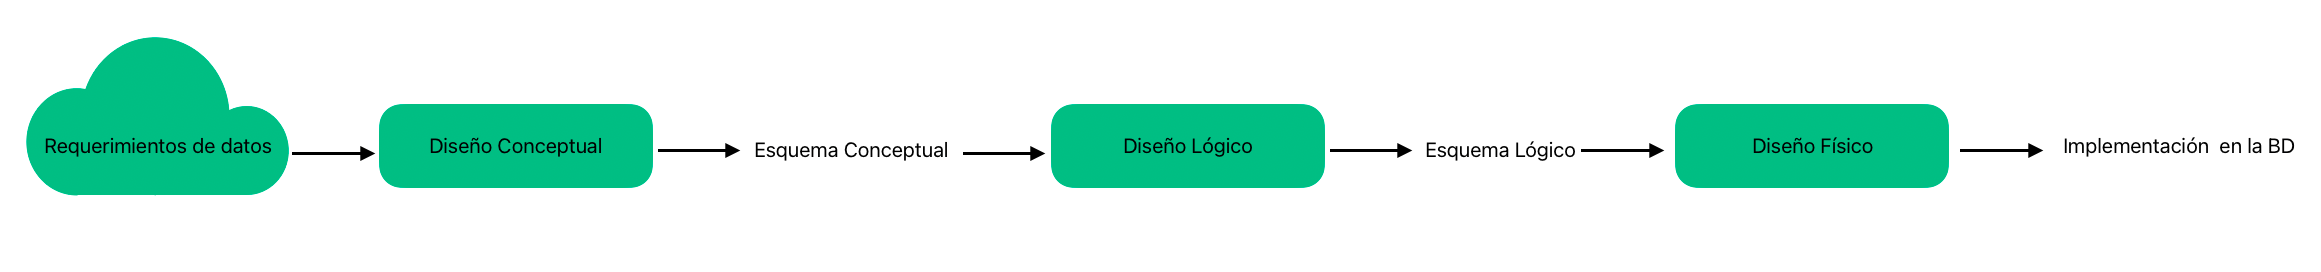 Requerimientos de datos
Diseño Conceptual
Esquema Conceptual
Diseño Lógico
Esquema Lógico
Diseño Físico
Implementación  en la BD